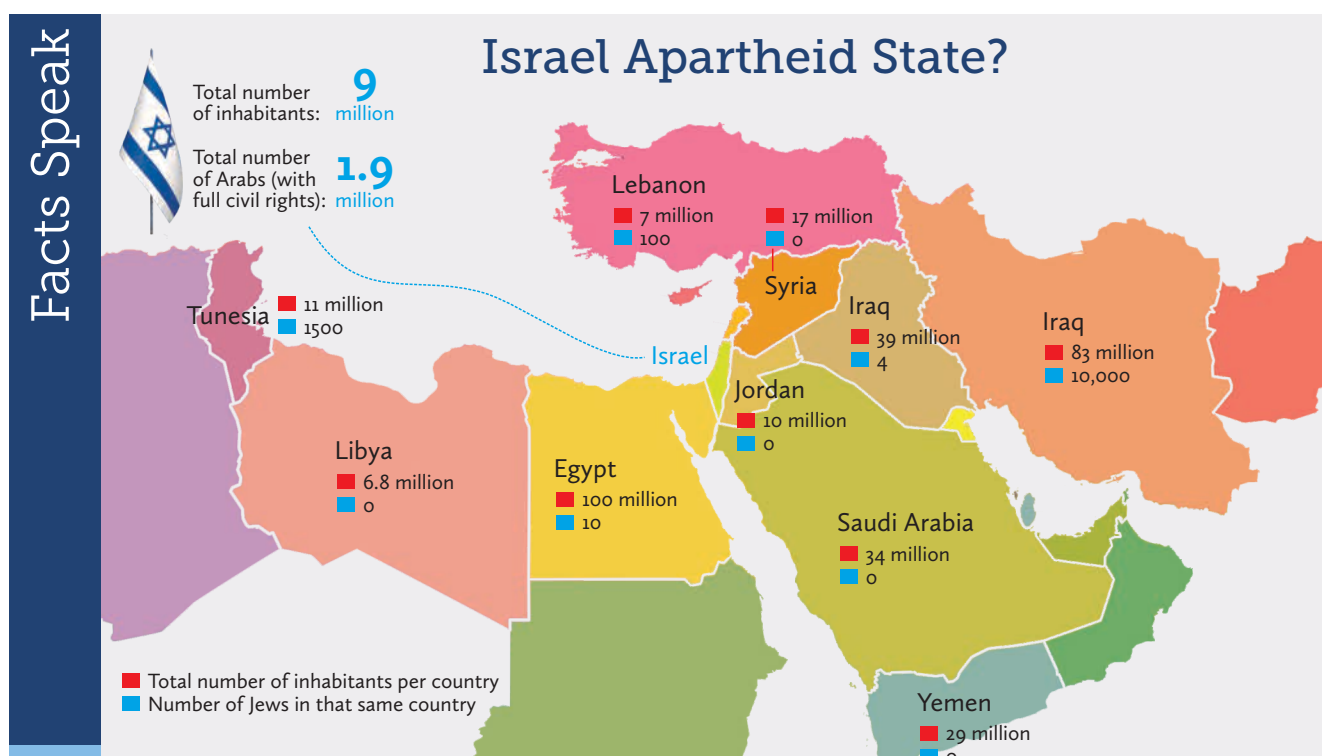 Facts Speak
Israel Apartheid State?
Total number
of inhabitants:
9
million
Total number
of Arabs (with
full civil rights):
1.9
million
Lebanon
7 million
100
17 million
0
Syria
Tunesia
11 million
1500
Israel
Iraq
39 million
4
Iraq
83 million
10,000
Jordan
10 million
0
Libya
6.8 million
0
Egypt
100 million
10
Saudi Arabia
34 million
0
Total number of inhabitants per country
Number of Jews in that same country
Yemen
29 million